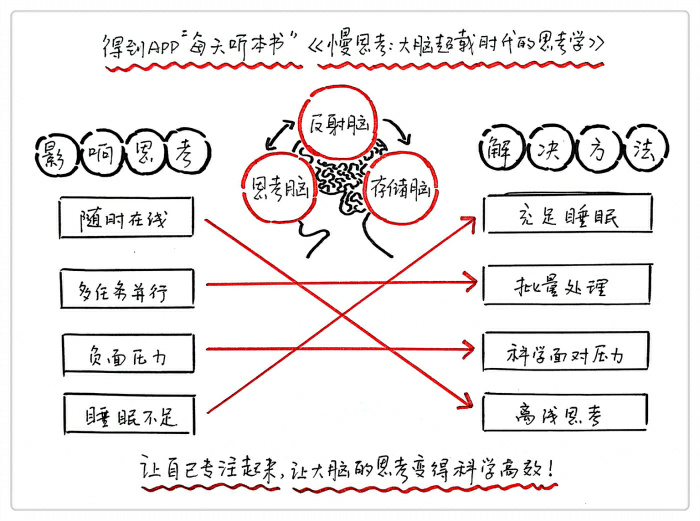 得到APP“每天听本书”《慢思考:大脑超载时代的思考学》
影响思考
反射脑
思考脑
存储脑
解决方法
随时在线
充足睡眠
多任务并行
批量处理
负面压力
科学面对压力
睡眠不足
离线思考
让自己专注起来,让大脑的思考变得科学高效!